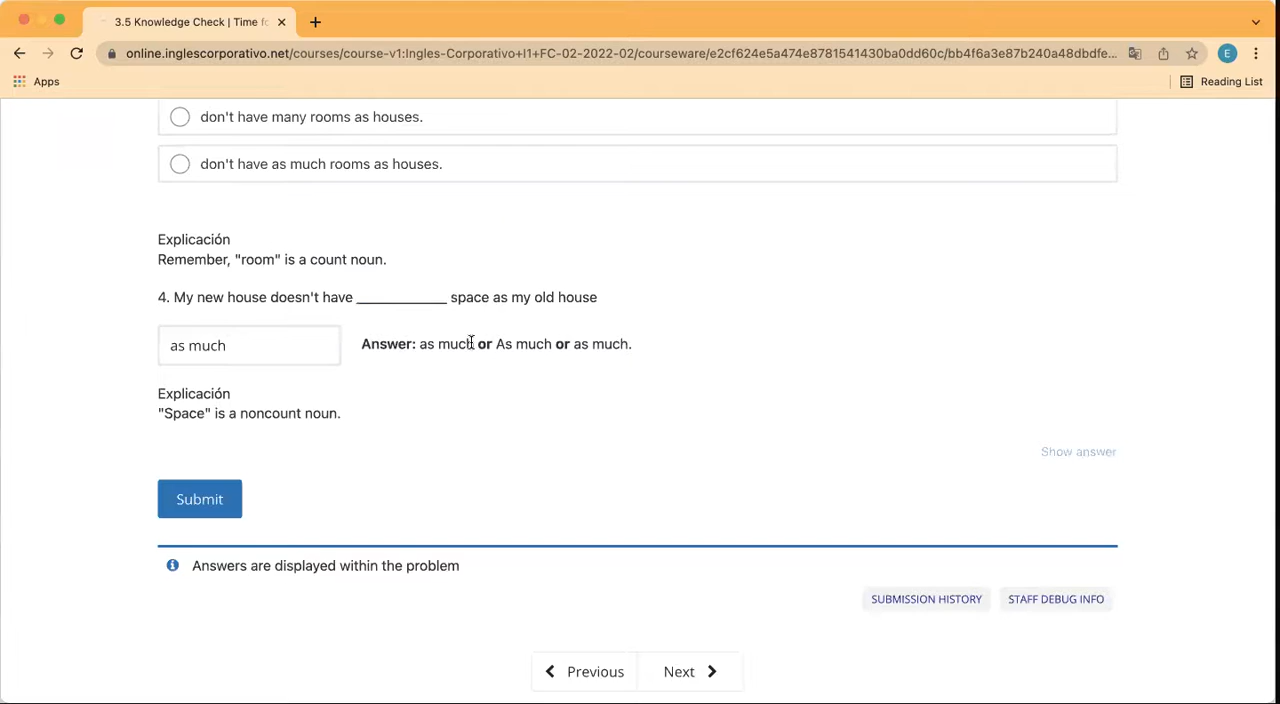 3.5 Knowledge Check | Time fo
online.inglescorporativo.net/courses/course-v1:Ingles-Corporativo+I1+FC-02-2022-02/courseware/e2cf624e5a474e8781541430ba0dd60c/bb4f6a3e87b240a48dbdfe...
E
Apps
Reading List
don't have many rooms as houses.
don't have as much rooms as houses.
Explicación
Remember, "room" is a count noun.
4. My new house doesn't have ____________ space as my old house
as much
Answer: as much or As much or as much.
Explicación
"Space" is a noncount noun.
Show answer
Submit
Answers are displayed within the problem
SUBMISSION HISTORY
STAFF DEBUG INFO
Previous
Next